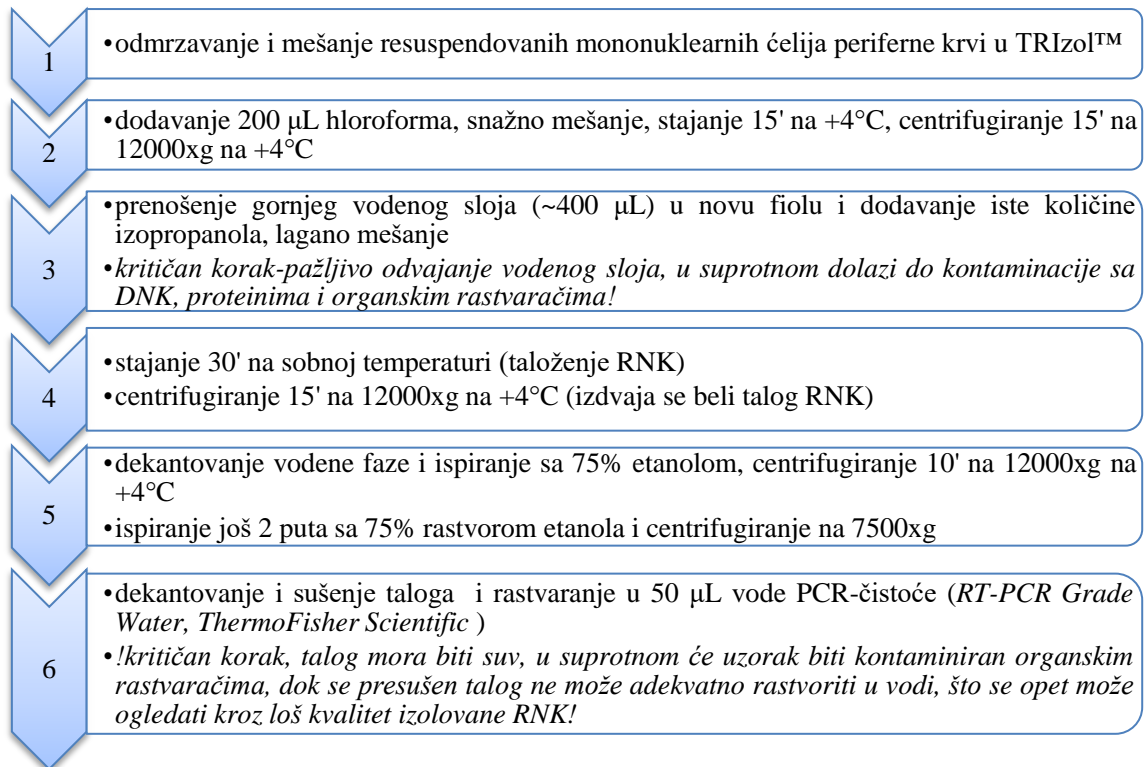 1
•odmrzavanje i mešanje resuspendovanih mononuklearnih ćelija periferne krvi u TRIzol™
2
•dodavanje 200 µL hloroforma, snažno mešanje, stajanje 15' na +4°C, centrifugiranje 15' na
12000xg na +4°C
3
•prenošenje gornjeg vodenog sloja (~400 µL) u novu fiolu i dodavanje iste količine
izopropanola, lagano mešanje
•kritičan korak-pažljivo odvajanje vodenog sloja, u suprotnom dolazi do kontaminacije sa
DNK, proteinima i organskim rastvaračima!
4
•stajanje 30' na sobnoj temperaturi (taloženje RNK)
•centrifugiranje 15' na 12000xg na +4°C (izdvaja se beli talog RNK)
5
•dekantovanje vodene faze i ispiranje sa 75% etanolom, centrifugiranje 10' na 12000xg na
+4°C
•ispiranje još 2 puta sa 75% rastvorom etanola i centrifugiranje na 7500xg
6
•dekantovanje i sušenje taloga i rastvaranje u 50 µL vode PCR-čistoće (RT-PCR Grade
Water, ThermoFisher Scientific )
•!kritičan korak, talog mora biti suv, u suprotnom će uzorak biti kontaminiran organskim
rastvaračima, dok se presušen talog ne može adekvatno rastvoriti u vodi, što se opet može
ogledati kroz loš kvalitet izolovane RNK!